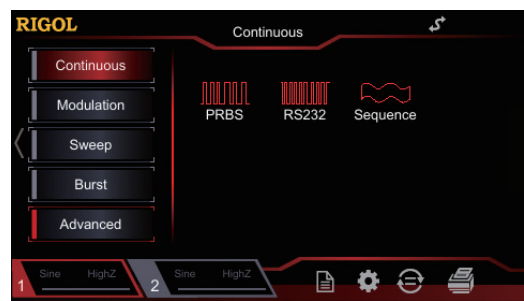 RIGOL
Continuous
Continuous
Modulation
Sweep
Burst
Advanced
PRBS RS232 Sequence
1 Sine HighZ 2 Sine HighZ